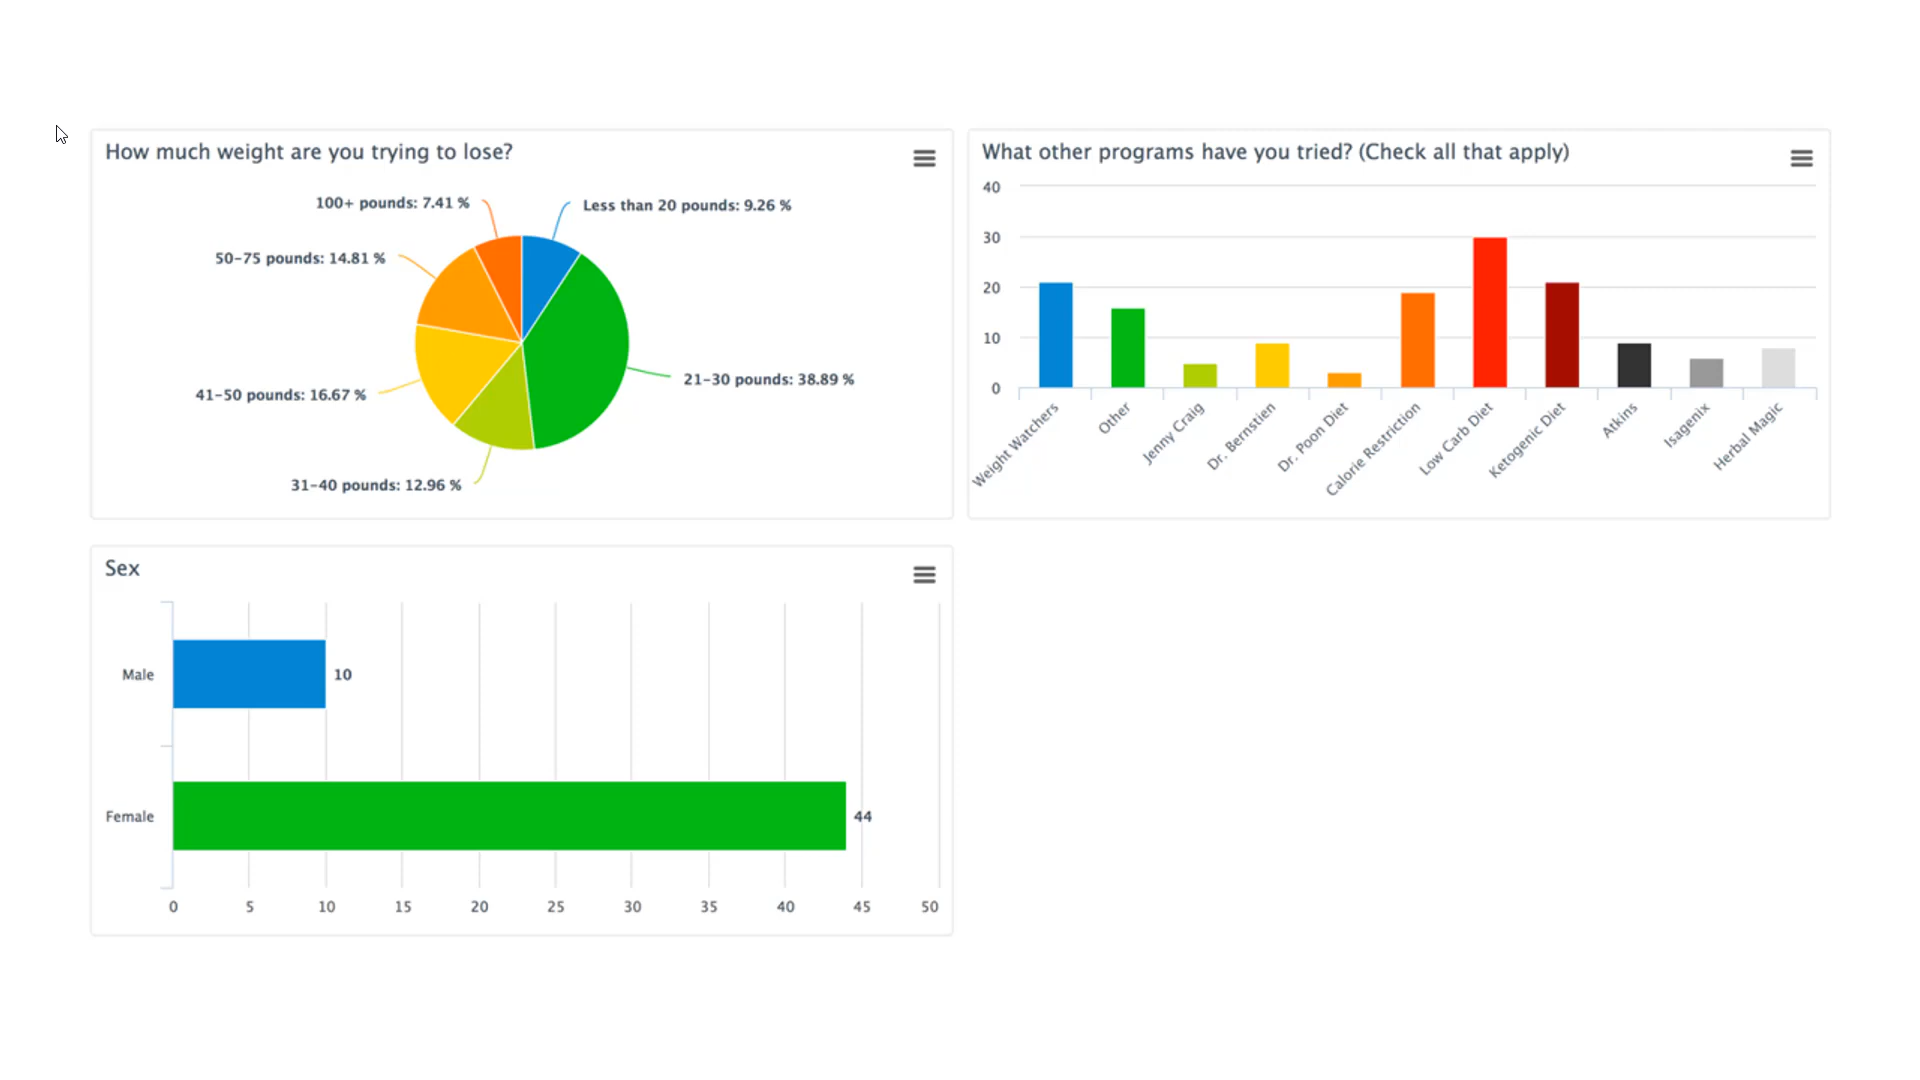 How much weight are you trying to lose?
100+ pounds: 7.41 %
Less than 20 pounds: 9.26 %
50-75 pounds: 14.81 %
21-30 pounds: 38.89 %
41-50 pounds: 16.67 %
31-40 pounds: 12.96 %
What other programs have you tried? (Check all that apply)
40
30
20
10
0
Weight Watchers
Other
Jenny Craig
Dr. Bernstien
Dr. Poon Diet
Calorie Restriction
Low Carb Diet
Ketogenic Diet
Atkins
Isagenix
Herbal Magic
Sex
Male
10
Female
44
0 5 10 15 20 25 30 35 40 45 50